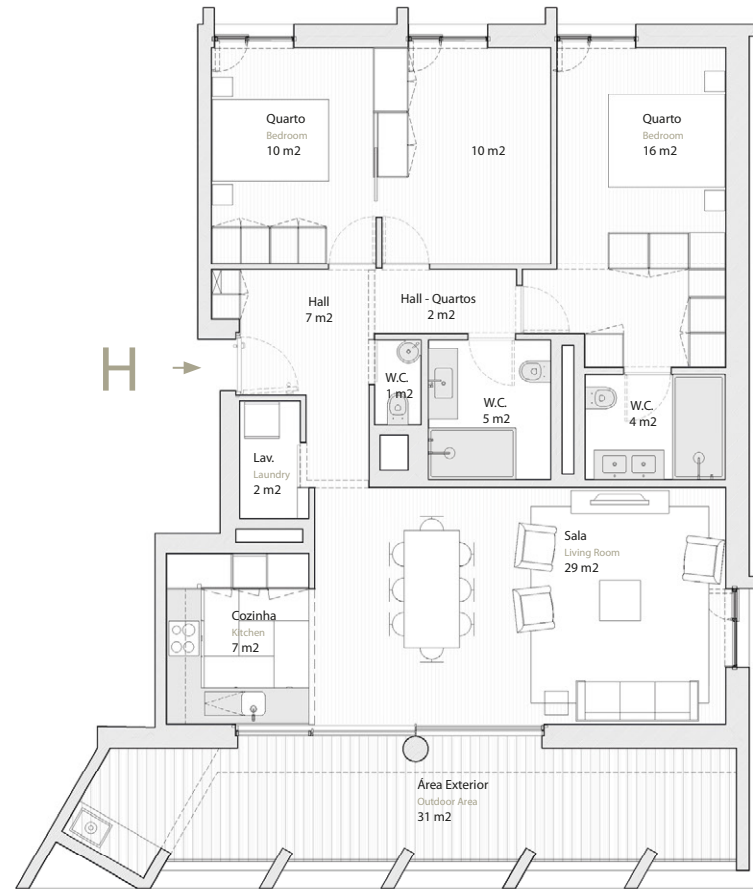 Quarto
Bedroom
10 m2
10 m2
Quarto
Bedroom
16 m2
Hall
7 m2
Hall - Quartos
2 m2
H
W.C.
1 m2
W.C.
5 m2
W.C.
4 m2
Lav.
Laundry
2 m2
Sala
Living Room
29 m2
Cozinha
Kitchen
7 m2
Área Exterior
Outdoor Area
31 m2